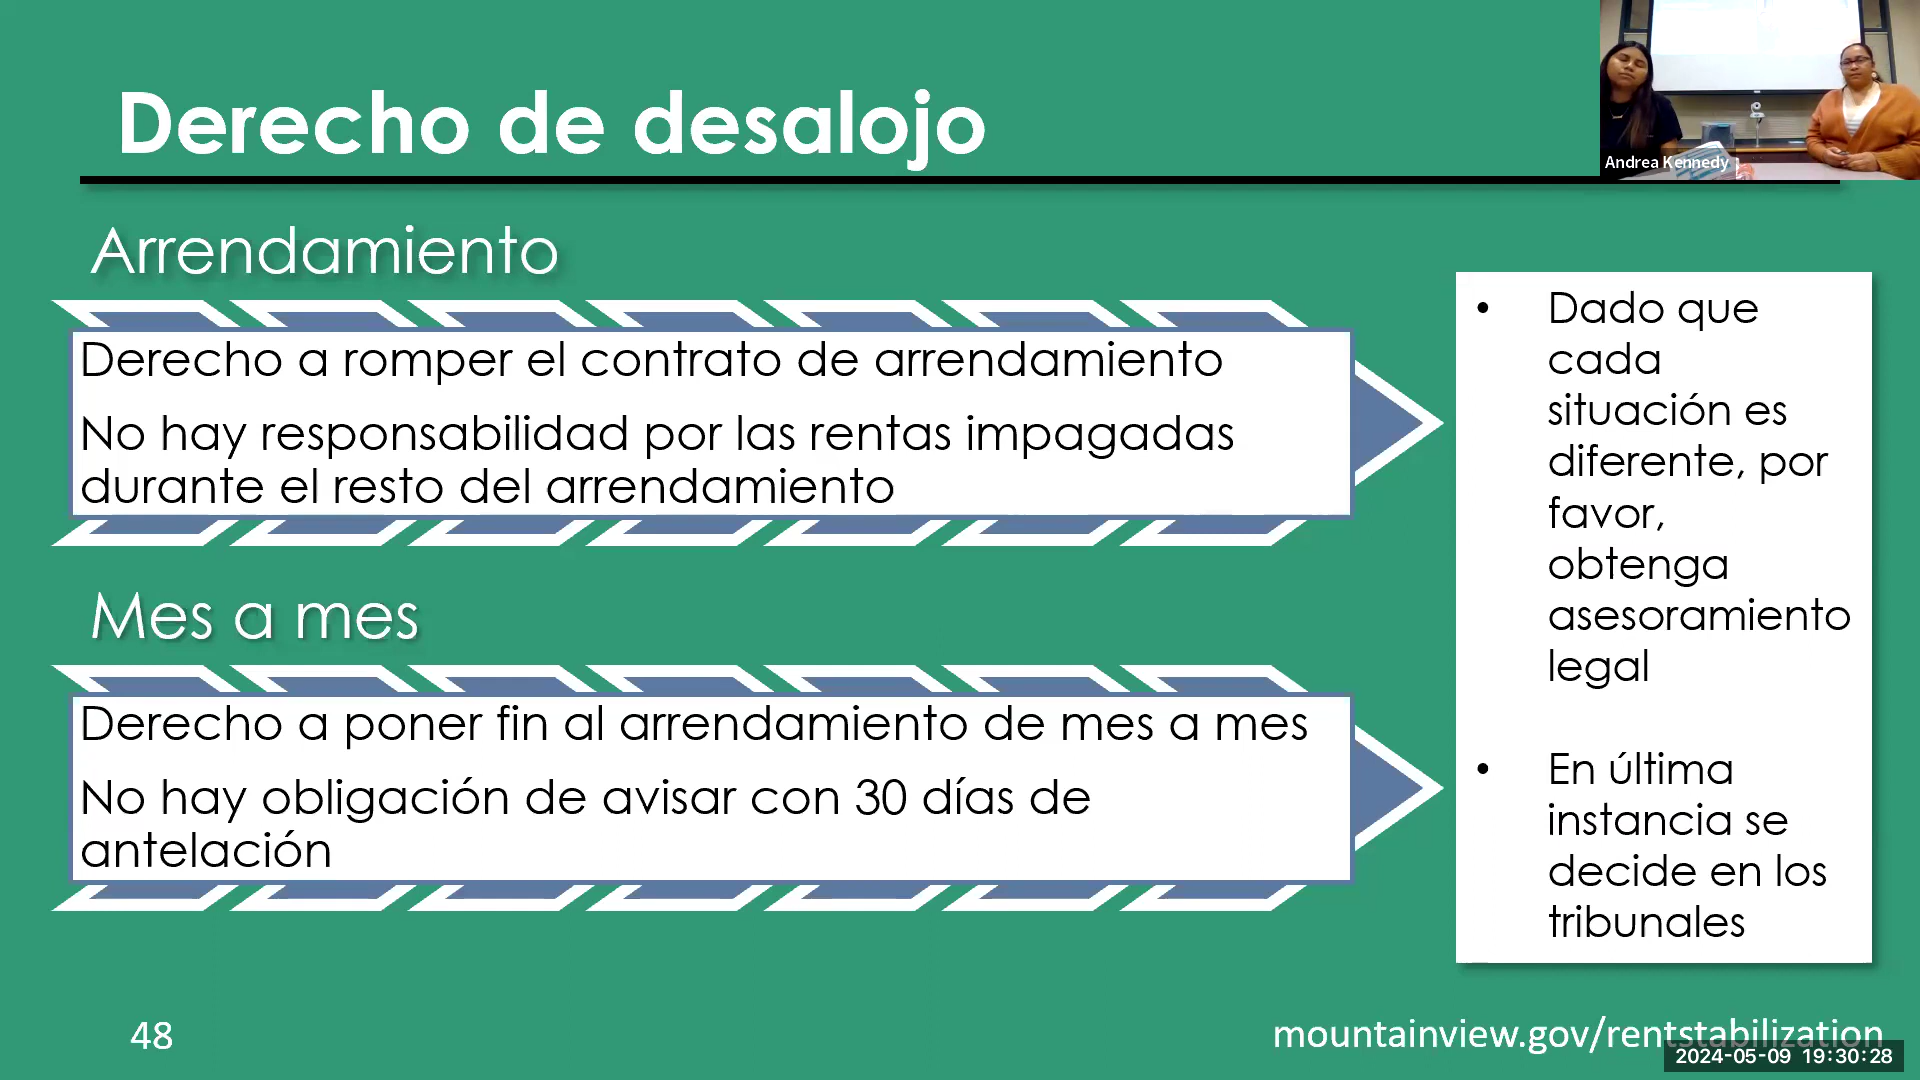 Derecho de desalojo
Andrea Kennedy
Arrendamiento
Derecho a romper el contrato de arrendamiento
No hay responsabilidad por las rentas impagadas
durante el resto del arrendamiento
Mes a mes
Derecho a poner fin al arrendamiento de mes a mes
No hay obligación de avisar con 30 días de
antelación
• Dado que
cada
situación es
diferente, por
favor,
obtenga
asesoramiento
legal
• En última
instancia se
decide en los
tribunales
48
mountainview.gov/rentstabilization
2024-05-09 19:30:28